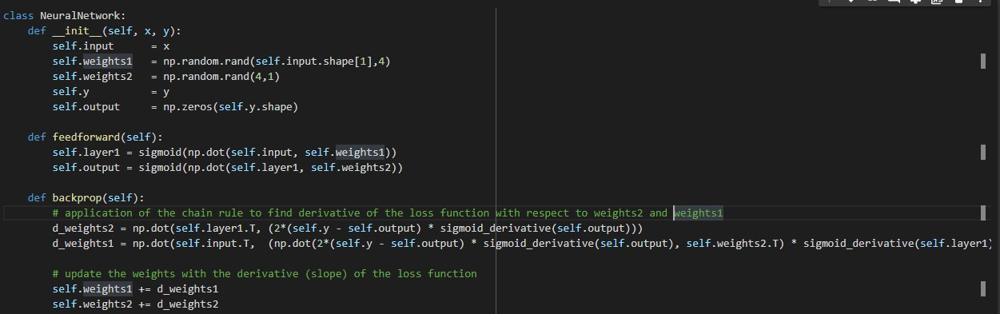 class NeuralNetwork:
    def __init__(self, x, y):
        self.input      = x
        self.weights1   = np.random.rand(self.input.shape[1],4)
        self.weights2   = np.random.rand(4,1)
        self.y          = y
        self.output     = np.zeros(self.y.shape)
    def feedforward(self):
        self.layer1 = sigmoid(np.dot(self.input, self.weights1))
        self.output = sigmoid(np.dot(self.layer1, self.weights2))
    def backprop(self):
        # application of the chain rule to find derivative of the loss function with respect to weights2 and weights1
        d_weights2 = np.dot(self.layer1.T, (2*(self.y - self.output) * sigmoid_derivative(self.output)))
        d_weights1 = np.dot(self.input.T,  (np.dot(2*(self.y - self.output) * sigmoid_derivative(self.output), self.weights2.T) * sigmoid_derivative(self.layer1)
        # update the weights with the derivative (slope) of the loss function
        self.weights1 += d_weights1
        self.weights2 += d_weights2